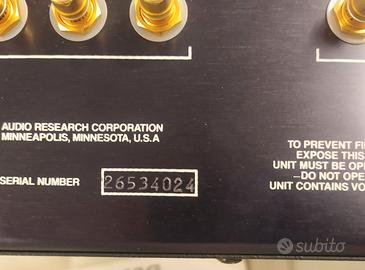 AUDIO RESEARCH CORPORATION
MINNEAPOLIS, MINNESOTA, U.S.A
SERIAL NUMBER 26534024
TO PREVENT FI
EXPOSE THIS
UNIT MUST BE OPE
—DO NOT OPE
UNIT CONTAINS VO
subito